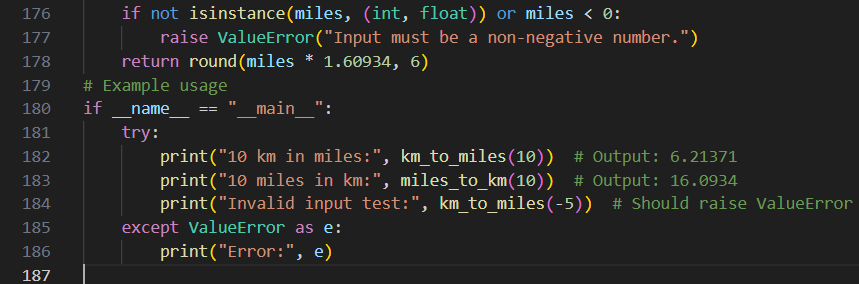 176 if not isinstance(miles, (int, float)) or miles < 0:
177 raise ValueError("Input must be a non-negative number.")
178 return round(miles * 1.60934, 6)
179 # Example usage
180 if __name__ == "__main__":
181 try:
182 print("10 km in miles:", km_to_miles(10))  # Output: 6.21371
183 print("10 miles in km:", miles_to_km(10))  # Output: 16.0934
184 print("Invalid input test:", km_to_miles(-5))  # Should raise ValueError
185 except ValueError as e:
186 print("Error:", e)
187